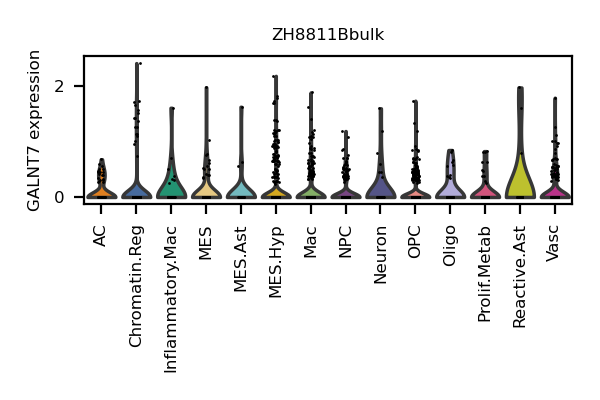 ZH8811Bbulk
GALNT7 expression
2
0
AC
Chromatin.Reg
Inflammatory.Mac
MES
MES.Ast
MES.Hyp
Mac
NPC
Neuron
OPC
Oligo
Prolif.Metab
Reactive.Ast
Vasc